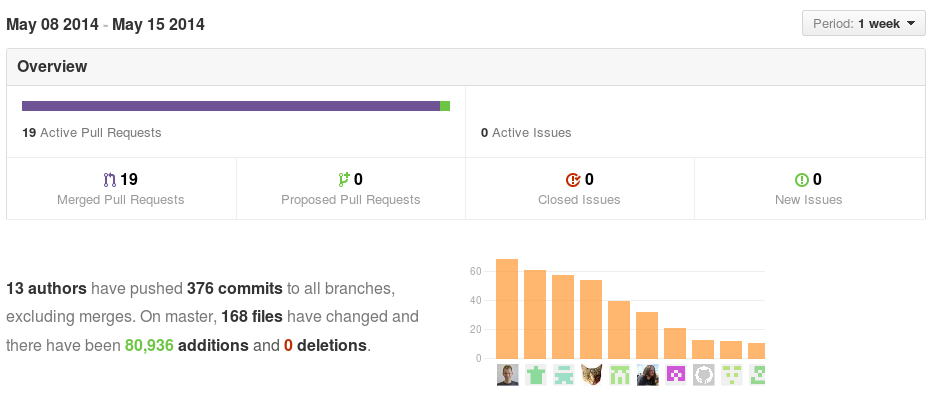 May 08 2014 - May 15 2014
Period: 1 week
Overview
19 Active Pull Requests
0 Active Issues
19
Merged Pull Requests
0
Proposed Pull Requests
0
Closed Issues
0
New Issues
13 authors have pushed 376 commits to all branches,
excluding merges. On master, 168 files have changed and
there have been 80,936 additions and 0 deletions.
60
40
20
0